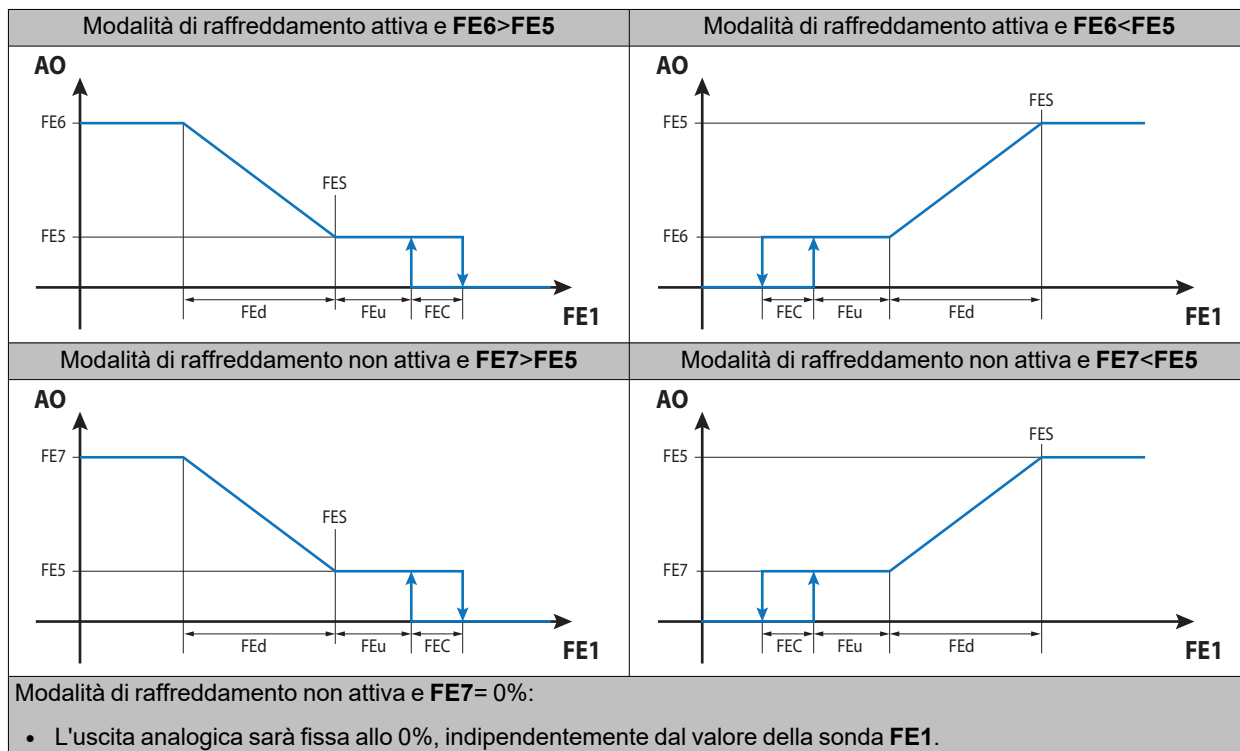 Modalità di raffreddamento attiva e FE6>FE5
Modalità di raffreddamento attiva e FE6<FE5
AO
FE6
FES
FE5
FEd
FEu
FEC
FE1
AO
FES
FE5
FE6
FEC
FEu
FEd
FE1
Modalità di raffreddamento non attiva e FE7>FE5
Modalità di raffreddamento non attiva e FE7<FE5
AO
FE7
FES
FE5
FEd
FEu
FEC
FE1
AO
FES
FE5
FE7
FEC
FEu
FEd
FE1
Modalità di raffreddamento non attiva e FE7= 0%:
• L'uscita analogica sarà fissa allo 0%, indipendentemente dal valore della sonda FE1.